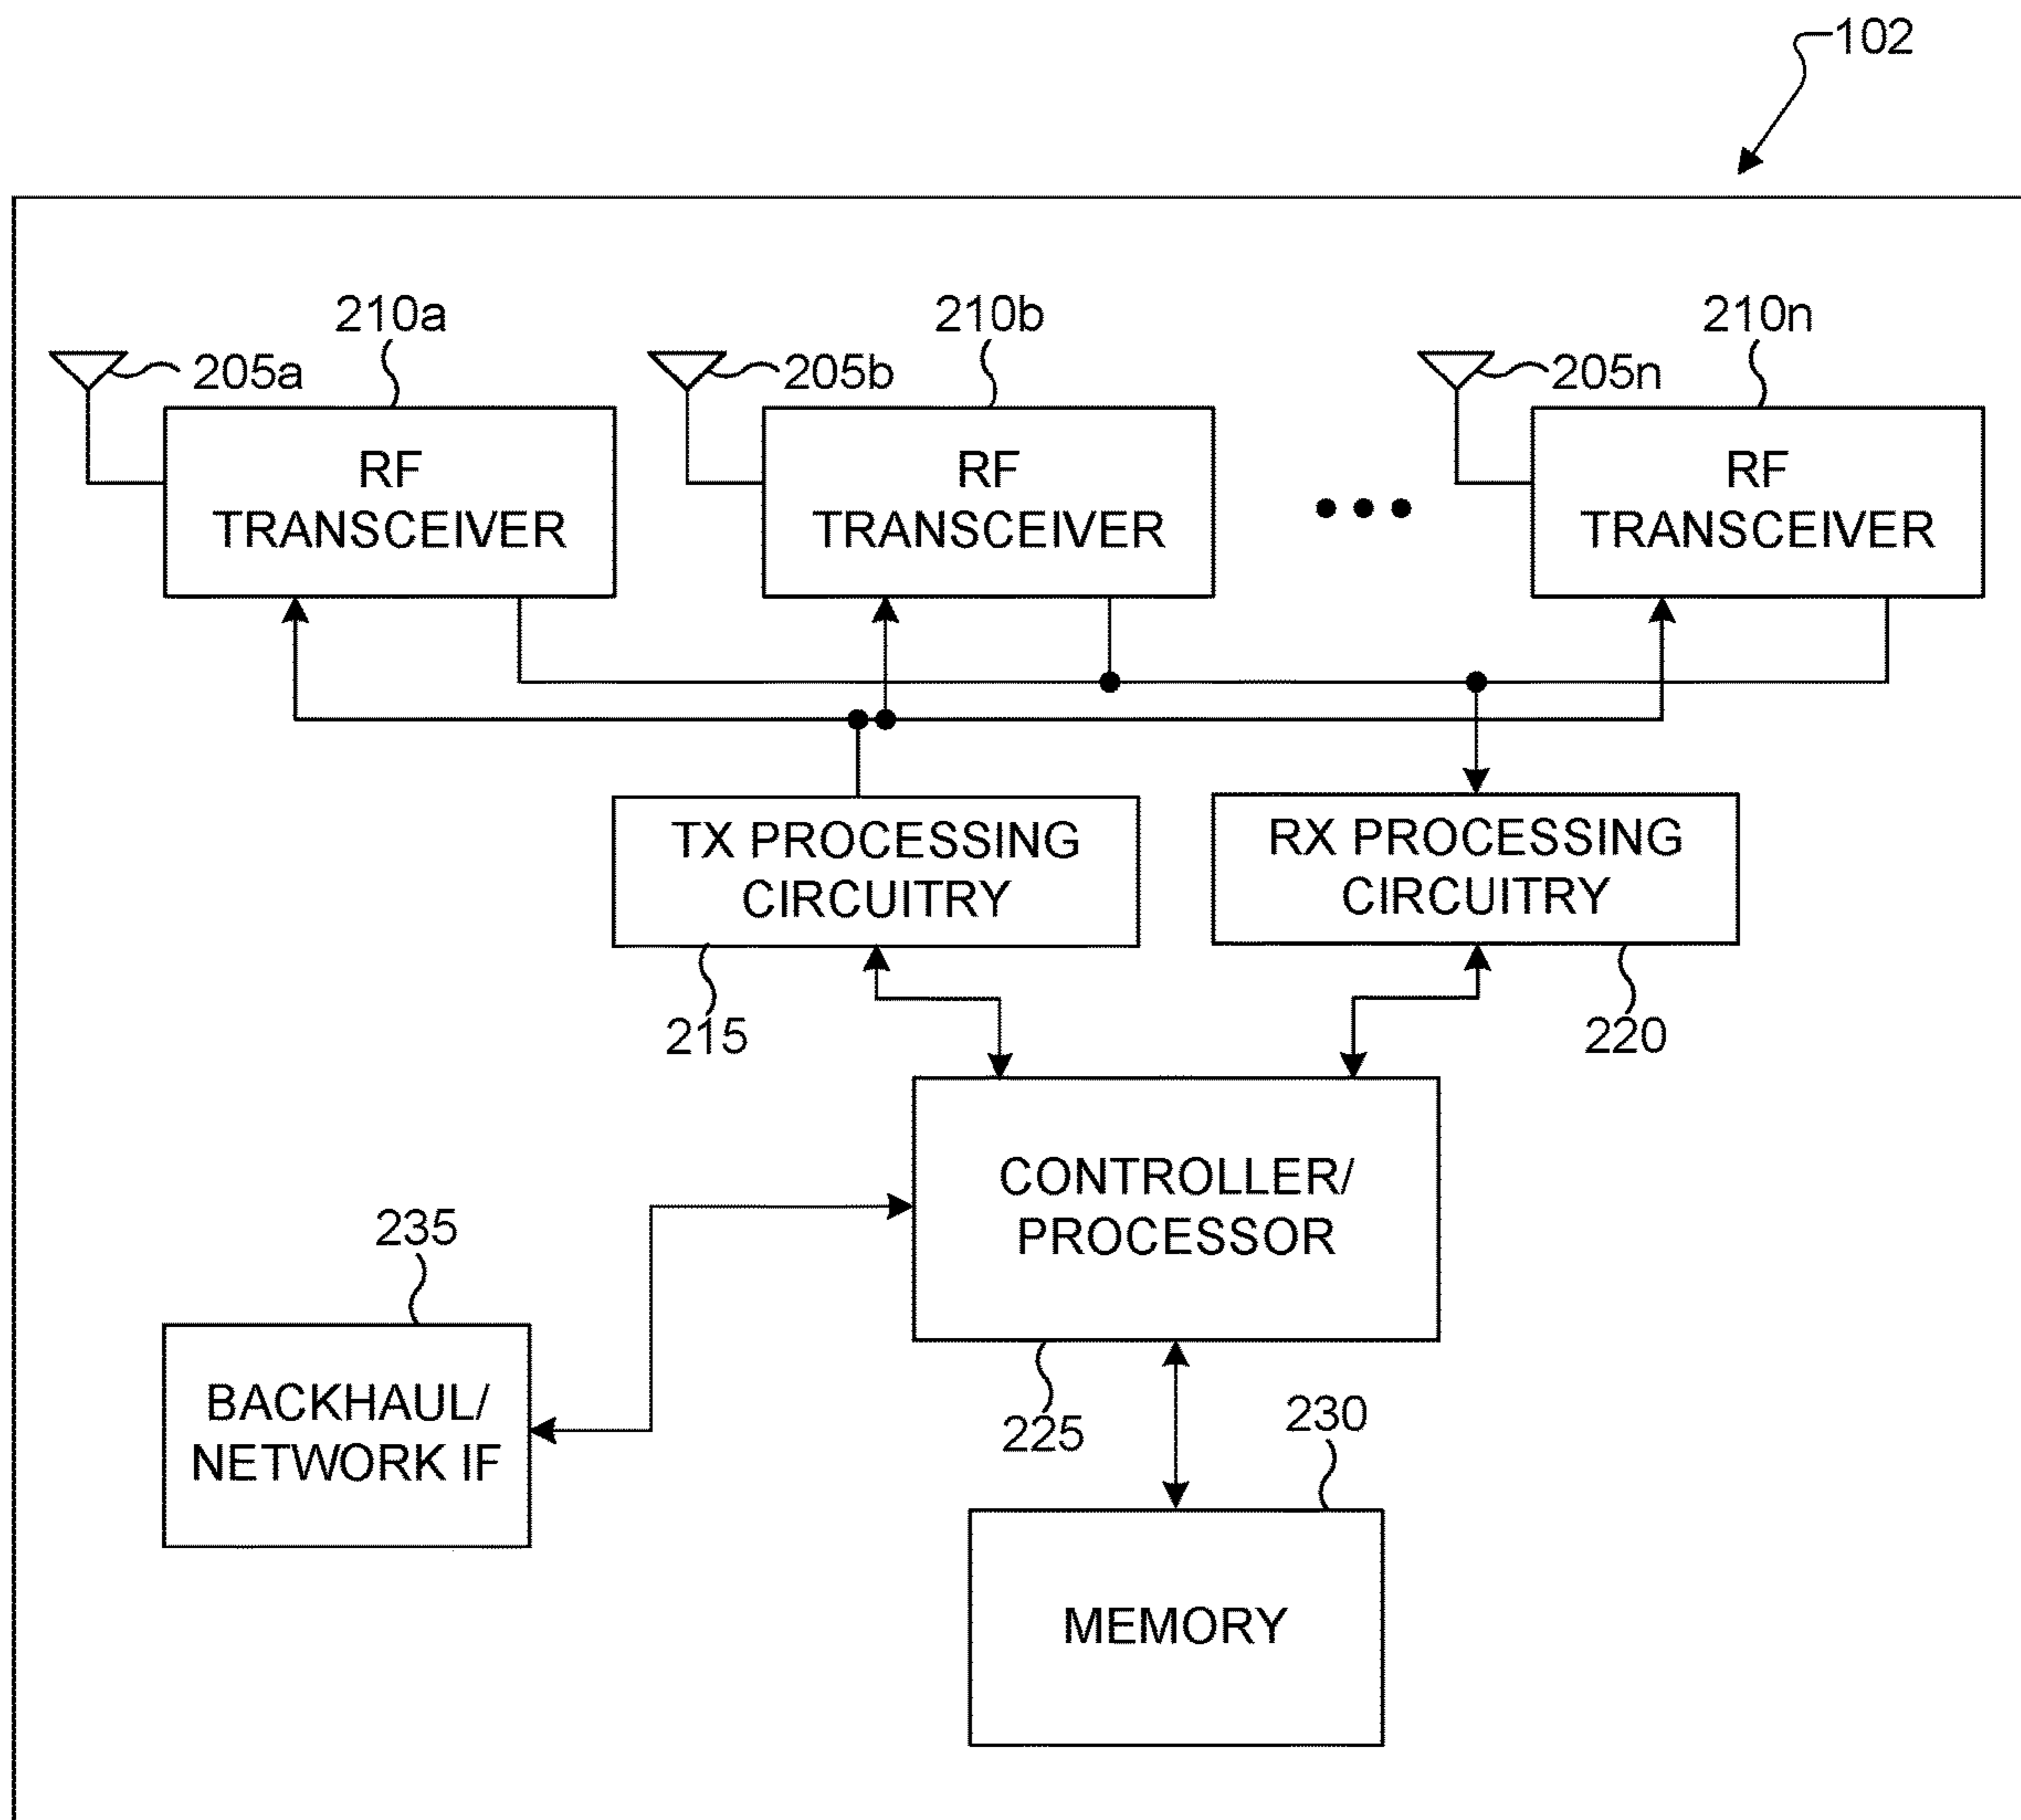 102
210a
210b
210n
205a
205b
205n
RF
TRANSCEIVER
RF
TRANSCEIVER
RF
TRANSCEIVER
TX PROCESSING
CIRCUITRY
RX PROCESSING
CIRCUITRY
215
220
CONTROLLER/
PROCESSOR
235
BACKHAUL/
NETWORK IF
225
230
MEMORY